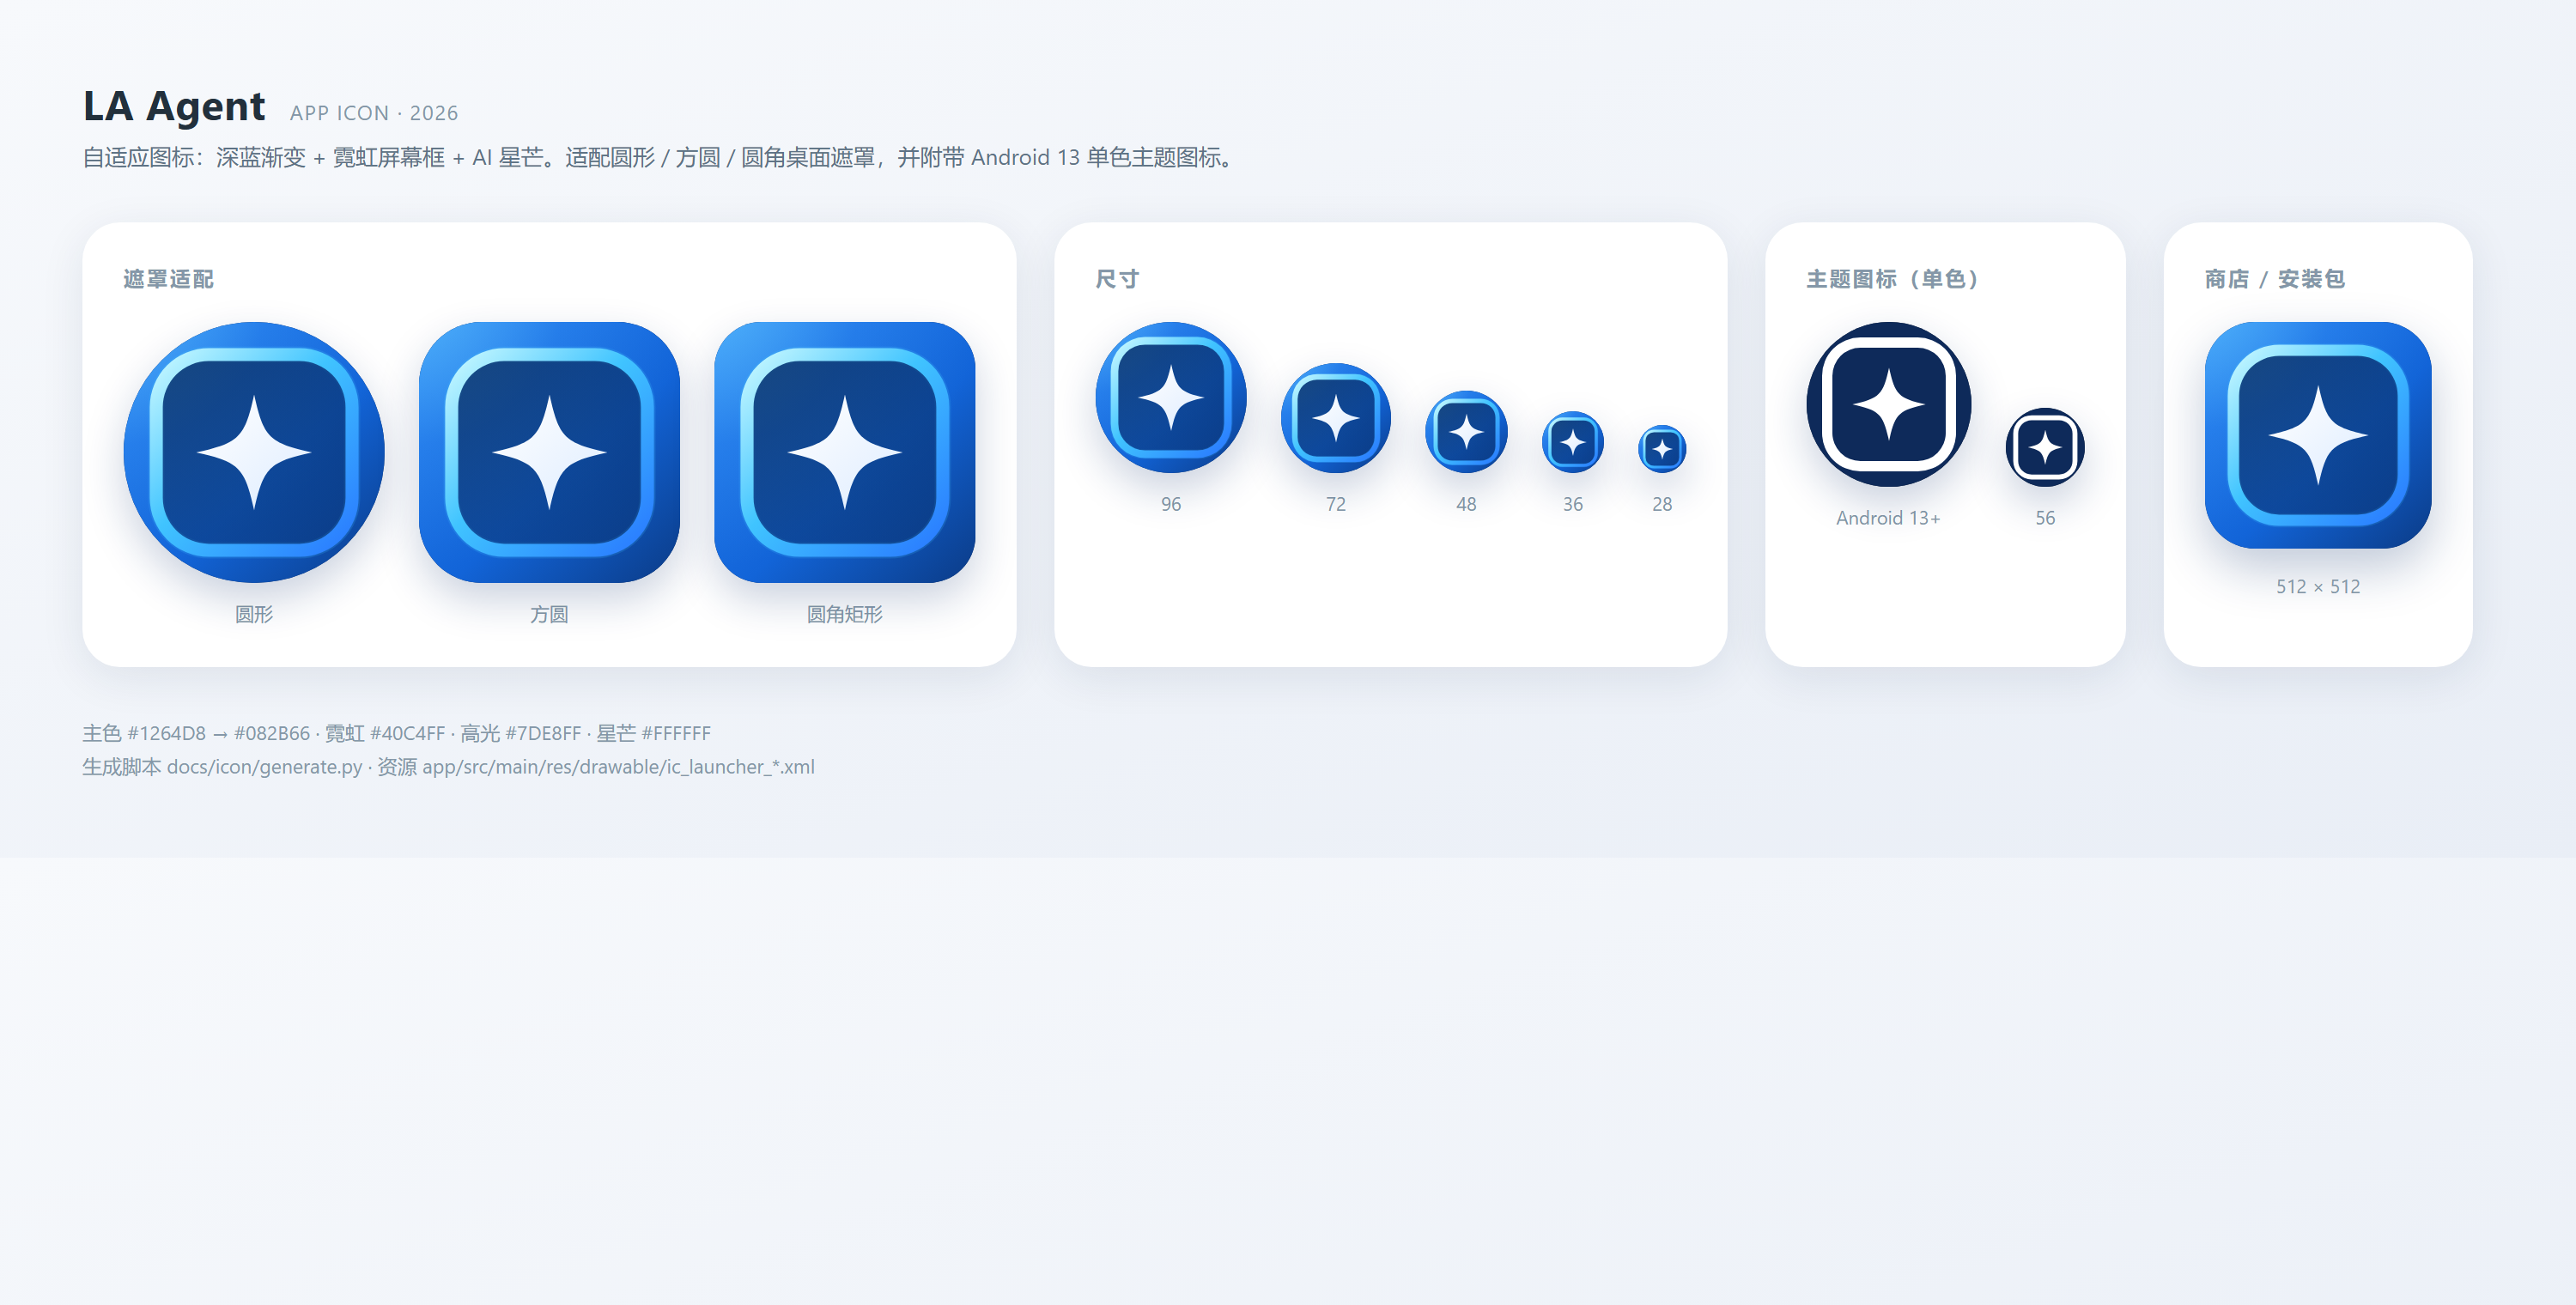 LA Agent APP ICON · 2026
自适应图标：深蓝渐变 + 霓虹屏幕框 + AI 星芒。适配圆形 / 方圆 / 圆角桌面遮罩，并附带 Android 13 单色主题图标。
遮罩适配
圆形
方圆
圆角矩形
尺寸
96
72
48
36
28
主题图标（单色）
Android 13+
56
商店 / 安装包
512 × 512
主色 #1264D8 → #082B66 · 霓虹 #40C4FF · 高光 #7DE8FF · 星芒 #FFFFFF
生成脚本 docs/icon/generate.py · 资源 app/src/main/res/drawable/ic_launcher_*.xml